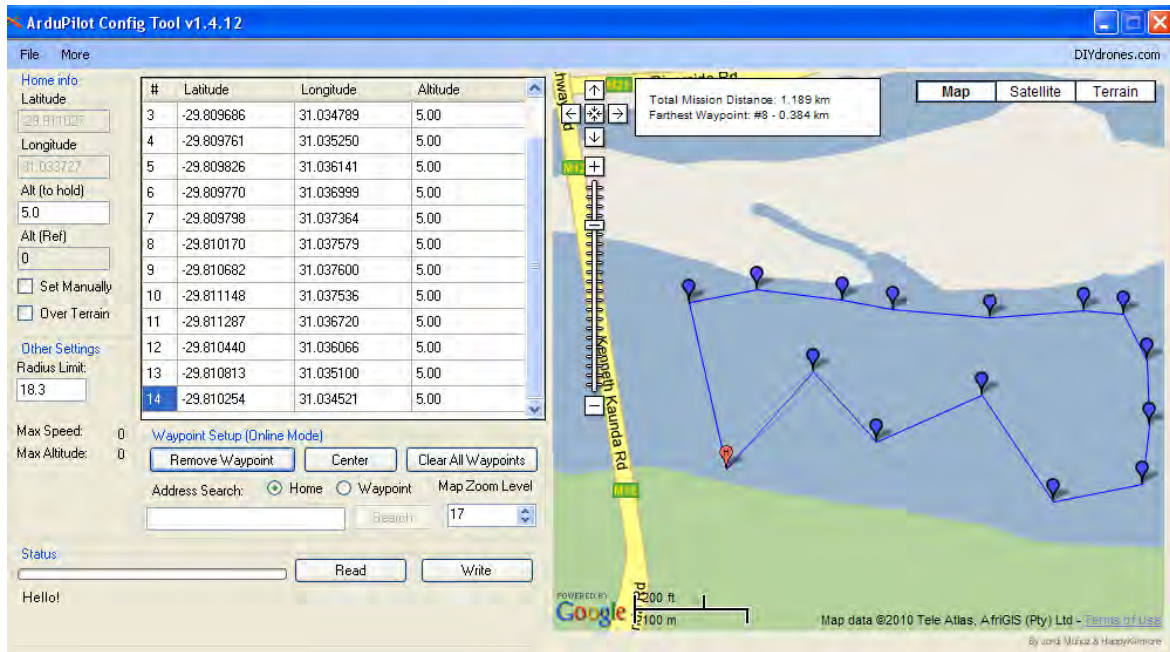 ArduPilot Config Tool v1.4.12
File More DIYdrones.com
Home info
Latitude
-29.911027
Longitude
31.033727
Alt (to hold)
5.0
Alt (Ref)
0
Set Manually
Over Terrain
Other Settings
Radius Limit:
18.3
Max Speed: 0
Max Altitude: 0
# Latitude Longitude Altitude
3 -29.809686 31.034789 5.00
4 -29.809761 31.035250 5.00
5 -29.809826 31.036141 5.00
6 -29.809770 31.036999 5.00
7 -29.809798 31.037364 5.00
8 -29.810170 31.037579 5.00
9 -29.810682 31.037600 5.00
10 -29.811148 31.037536 5.00
11 -29.811287 31.036720 5.00
12 -29.810440 31.036066 5.00
13 -29.810813 31.035100 5.00
14 -29.810254 31.034521 5.00
Waypoint Setup (Online Mode)
Remove Waypoint Center Clear All Waypoints
Address Search: Home Waypoint Map Zoom Level
Search 17
Status
Read Write
Hello!
Total Mission Distance: 1.189 km
Farthest Waypoint: #8 - 0.384 km
Map Satellite Terrain
Rd
Kenneth Kaunda Rd
H
POWERED BY
Google
200 ft
100 m
Map data ©2010 Tele Atlas, AfriGIS (Pty) Ltd - Terms of Use
By Jordi Muñoz & HappyKillmore